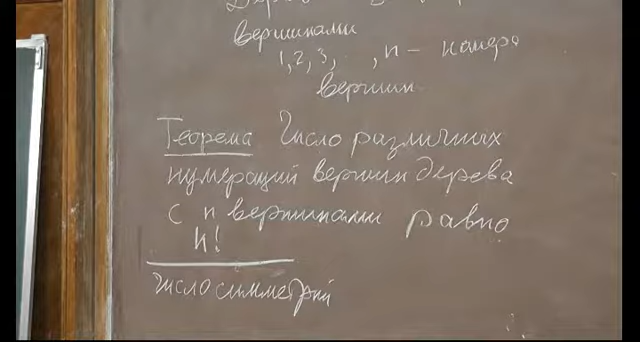 вершинами
1, 2, 3, . . , n – номера
вершин
Теорема Число различных
нумераций вершин дерева
с n вершинами равно
n!
число симметрий